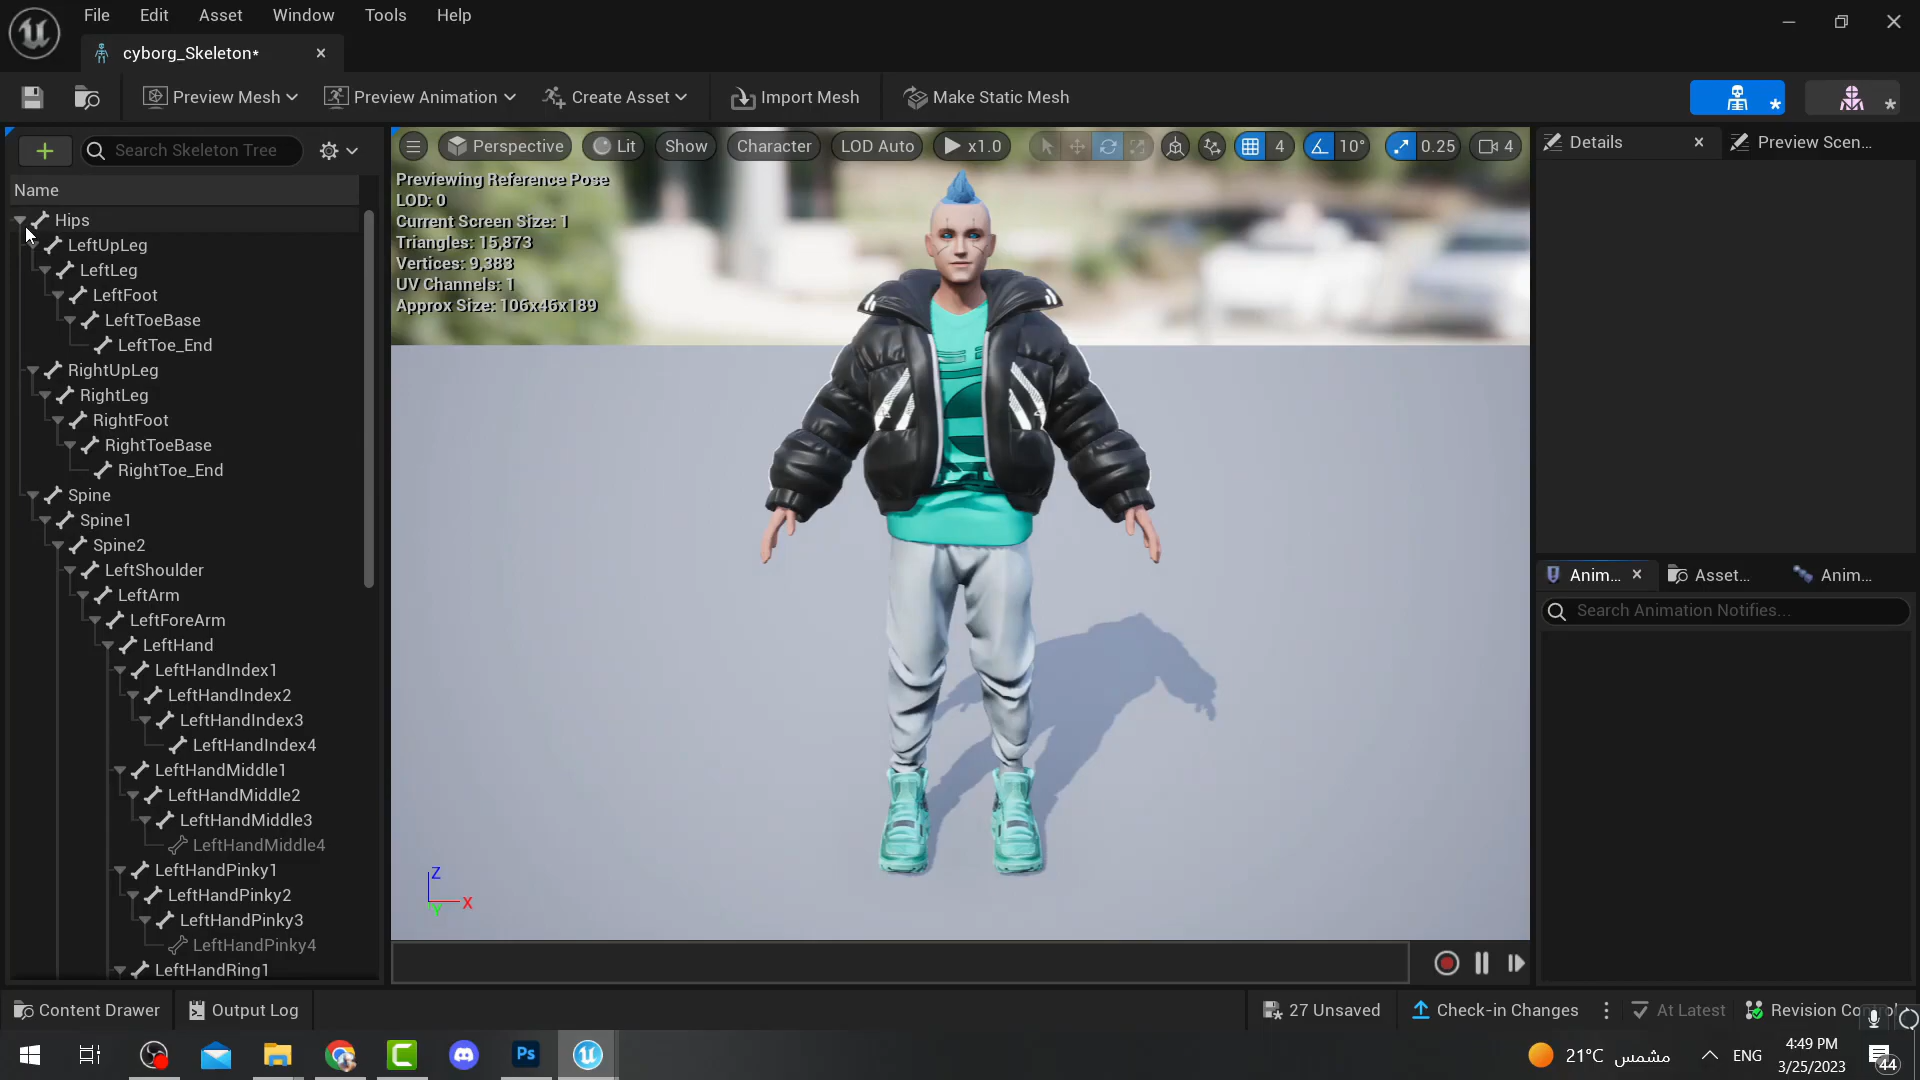 File Edit Asset Window Tools Help
cyborg_Skeleton*
Preview Mesh Preview Animation Create Asset Import Mesh Make Static Mesh
Search Skeleton Tree
Name
Hips
LeftUpLeg
LeftLeg
LeftFoot
LeftToeBase
LeftToe_End
RightUpLeg
RightLeg
RightFoot
RightToeBase
RightToe_End
Spine
Spine1
Spine2
LeftShoulder
LeftArm
LeftForeArm
LeftHand
LeftHandIndex1
LeftHandIndex2
LeftHandIndex3
LeftHandIndex4
LeftHandMiddle1
LeftHandMiddle2
LeftHandMiddle3
LeftHandMiddle4
LeftHandPinky1
LeftHandPinky2
LeftHandPinky3
LeftHandPinky4
LeftHandRing1
Perspective Lit Show Character LOD Auto x1.0 4 10° 0.25 4
Previewing Reference Pose
LOD: 0
Current Screen Size: 1
Triangles: 15,873
Vertices: 9,383
UV Channels: 1
Approx Size: 106x46x189
Z
X
Y
Details Preview Scen...
Anim... Asset... Anim...
Search Animation Notifies...
Content Drawer Output Log 27 Unsaved Check-in Changes At Latest Revision Co
Ps 21°C مشمس ENG 4:49 PM
3/25/2023
44